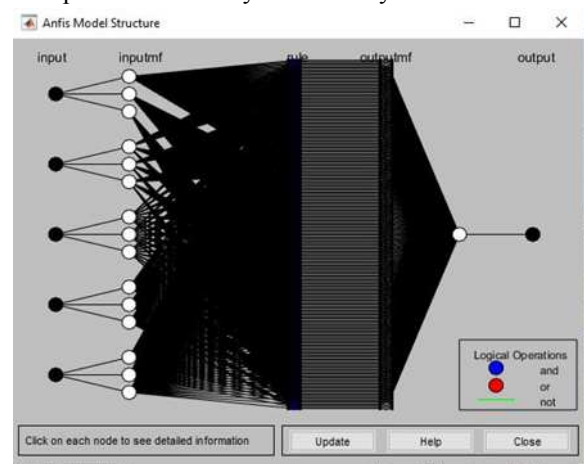 Anfis Model Structure
input inputmf rule outputmf output
Logical Operations
and
or
not
Click on each node to see detailed information
Update Help Close